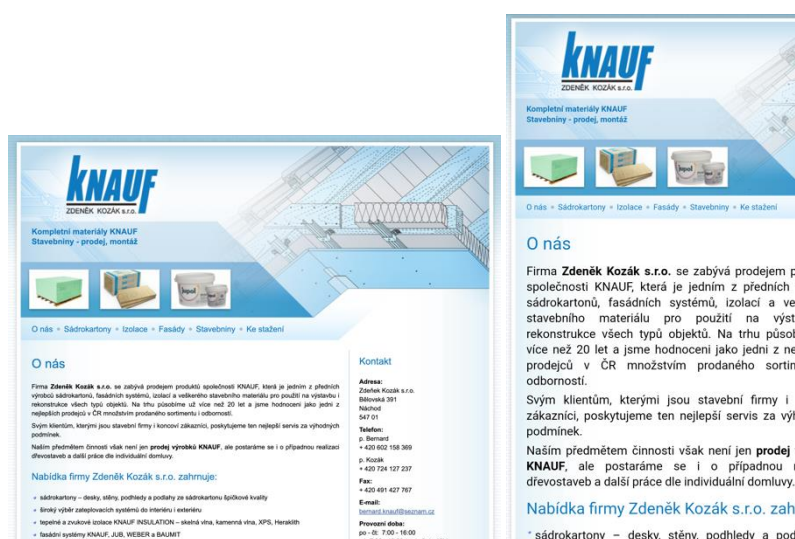 KNAUF
ZDENĚK KOZÁK s.r.o.
Kompletní materiály KNAUF
Stavebniny - prodej, montáž
O nás Sádrokartony Izolace Fasády Stavebniny Ke stažení
O nás
Firma Zdeněk Kozák s.r.o. se zabývá prodejem produktů společnosti KNAUF, která je jedním z předních
výrobců sádrokartonů, fasádních systémů, izolací a veškerého stavebního materiálu pro použití na výstavbu i
rekonstrukce všech typů objektů. Na trhu působíme už více než 20 let a jsme hodnoceni jako jedni z
nejlepších prodejců v ČR množstvím prodaného sortimentu i odborností.
Svým klientům, kterými jsou stavební firmy i koncoví zákazníci, poskytujeme ten nejlepší servis za výhodných
podmínek.
Naším předmětem činnosti však není jen prodej výrobků KNAUF, ale postaráme se i o případnou realizaci
dřevostaveb a další práce dle individuální domluvy.
Nabídka firmy Zdeněk Kozák s.r.o. zahrnuje:
sádrokartony – desky, stěny, podhledy a podlahy ze sádrokartonu špičkové kvality
široký výběr zateplovacích systémů do interiéru i exteriéru
tepelné a zvukové izolace KNAUF INSULATION – skelná vlna, kamenná vlna, XPS, Heraklith
fasádní systémy KNAUF, JUB, WEBER a BAUMIT
Kontakt
Adresa:
Zdeňek Kozák s.r.o.
Bělovská 391
Náchod
547 01
Telefon:
p. Bernard
+ 420 602 158 369
p. Kozák
+ 420 724 127 237
Fax:
+ 420 491 427 767
E-mail:
bernard.knauf@seznam.cz
Provozní doba:
po - čt: 7:00 - 16:00
KNAUF
ZDENĚK KOZÁK s.r.o.
Kompletní materiály KNAUF
Stavebniny - prodej, montáž
O nás Sádrokartony Izolace Fasády Stavebniny Ke stažení
O nás
Firma Zdeněk Kozák s.r.o. se zabývá prodejem p
společnosti KNAUF, která je jedním z předních
sádrokartonů, fasádních systémů, izolací a ve
stavebního materiálu pro použití na výst
rekonstrukce všech typů objektů. Na trhu působ
více než 20 let a jsme hodnoceni jako jedni z ne
prodejců v ČR množstvím prodaného sortin
odborností.
Svým klientům, kterými jsou stavební firmy i
zákazníci, poskytujeme ten nejlepší servis za výh
podmínek.
Naším předmětem činnosti však není jen prodej
KNAUF, ale postaráme se i o případnou r
dřevostaveb a další práce dle individuální domluvy.
Nabídka firmy Zdeněk Kozák s.r.o. zah
sádrokartony – desky, stěny, podhledy a pod